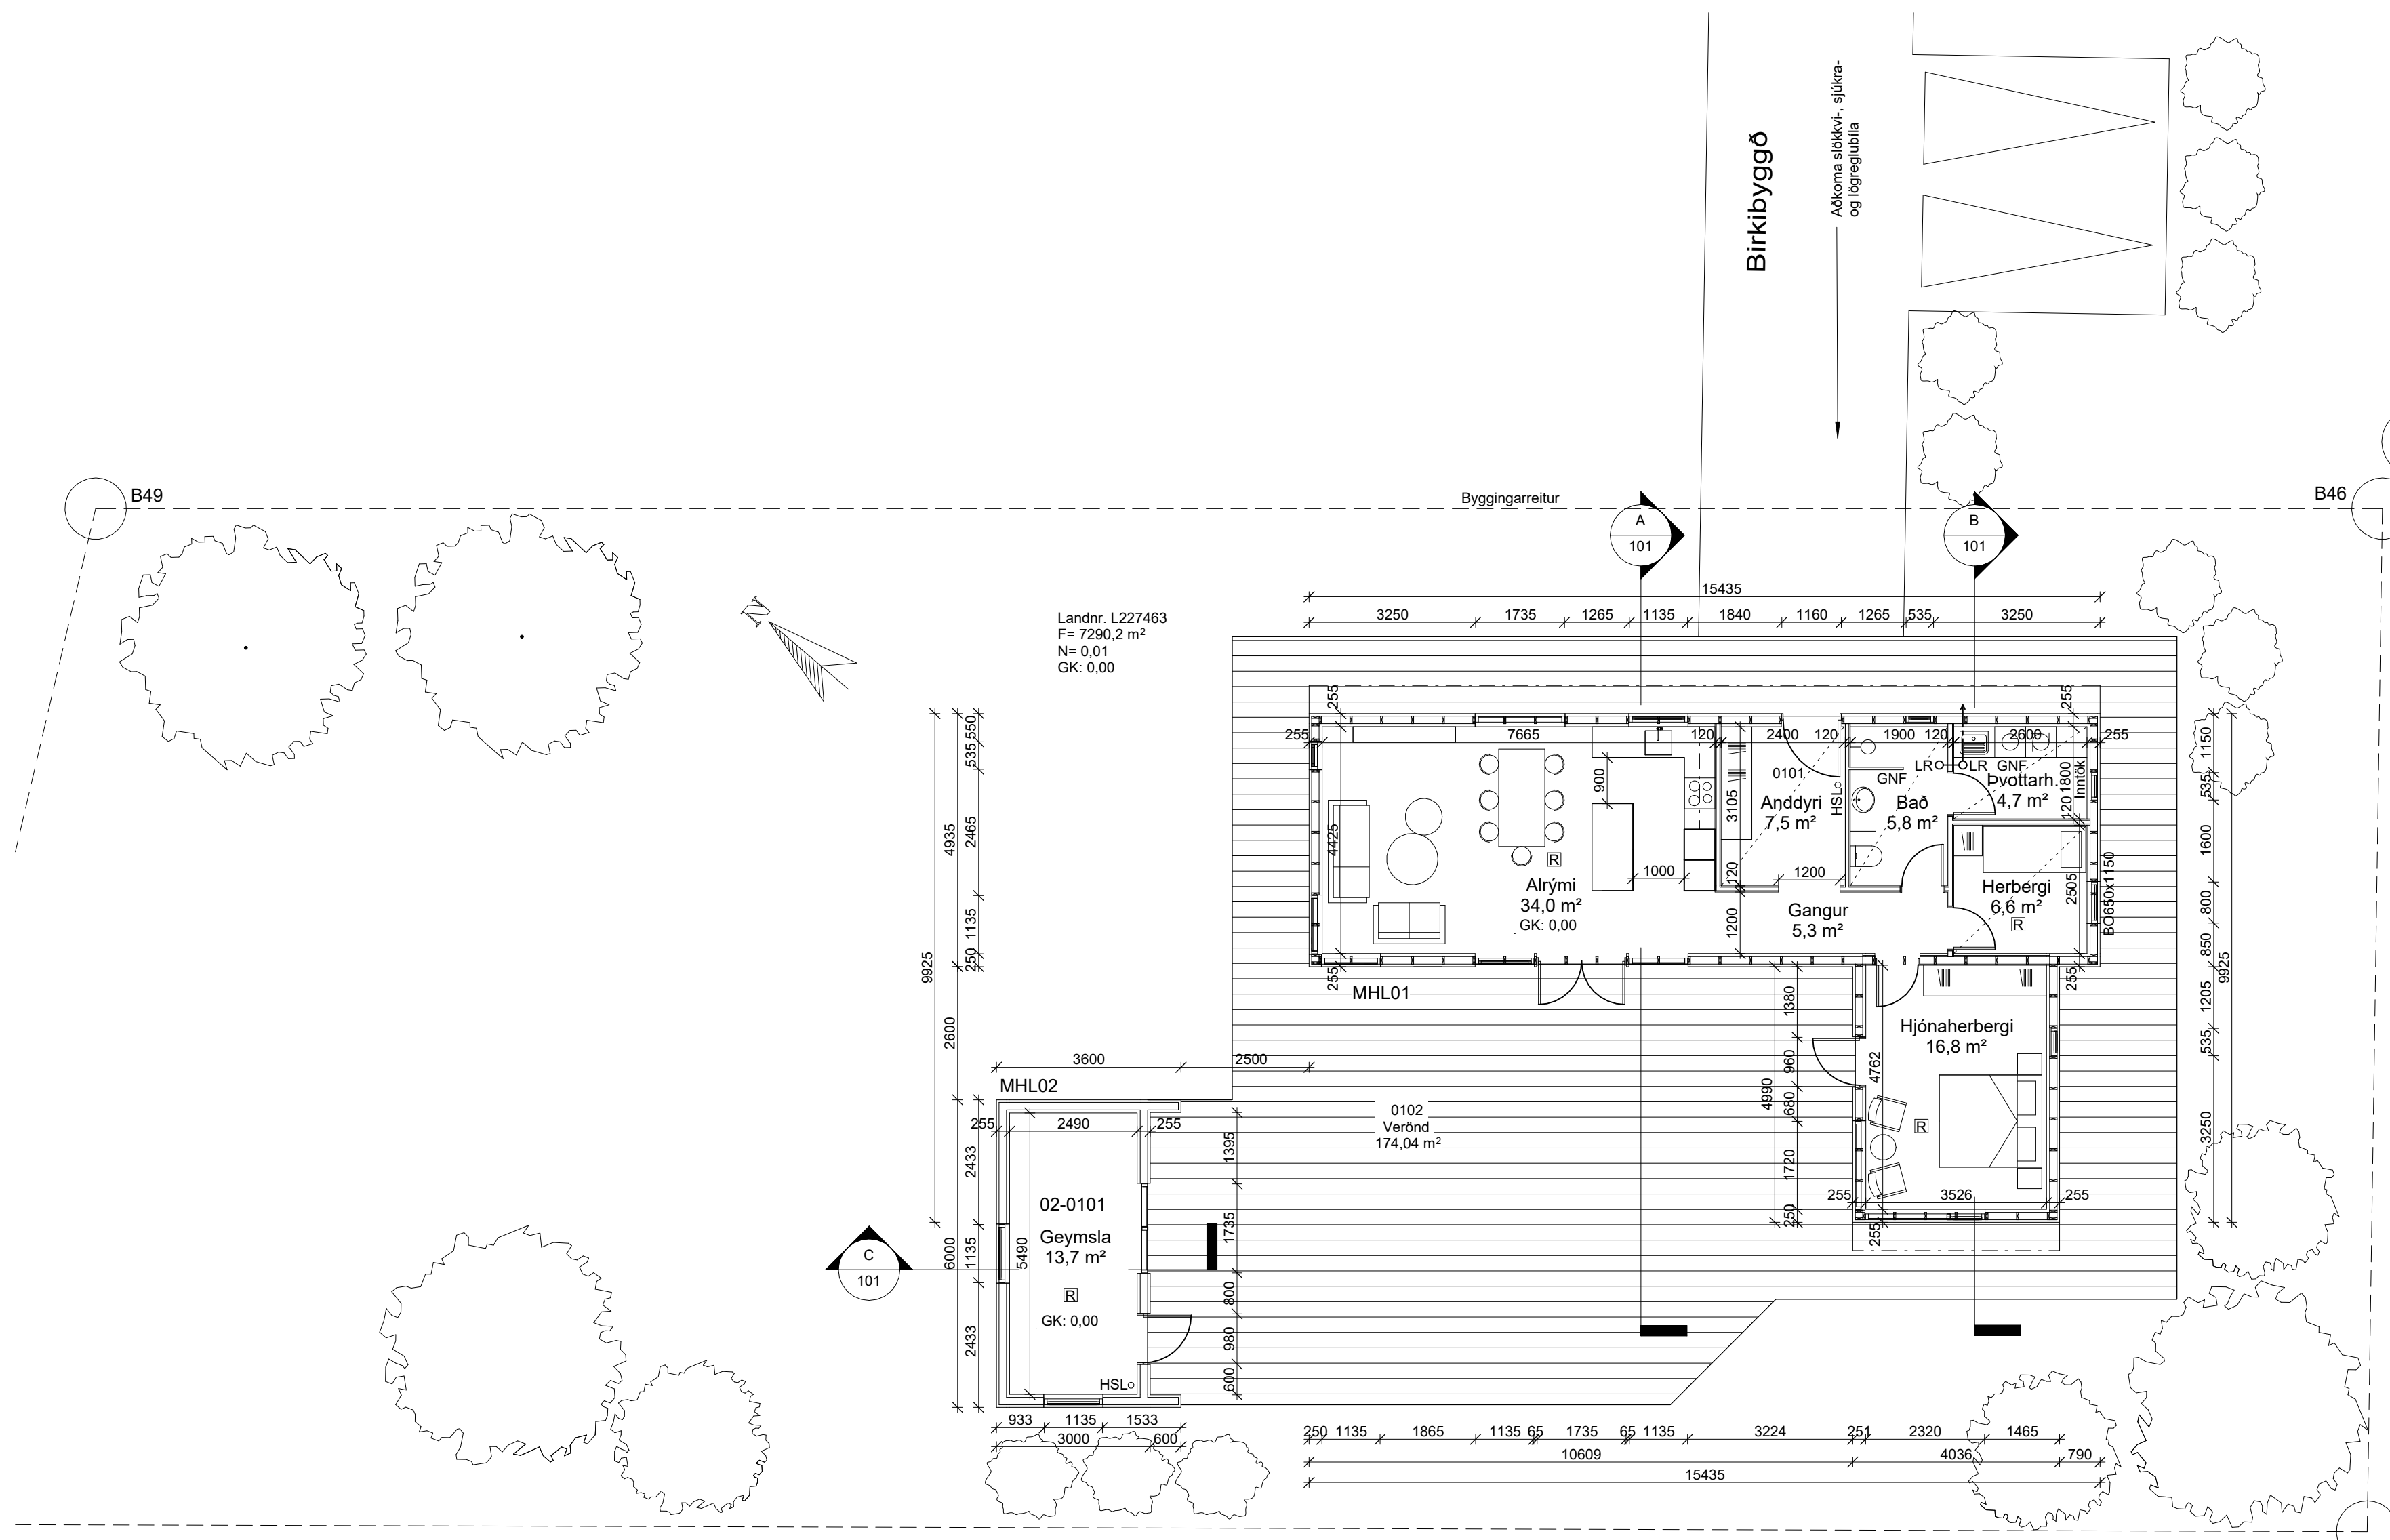 Birkibyggð
Aðkoma slökkvi-, sjúkra-
og lögreglubíla
B49
Byggingarreitur
B46
A
101
B
101
Landnr. L227463
F= 7290,2 m²
N= 0,01
GK: 0,00
N
15435
3250
1735
1265
1135
1840
1160
1265
535
3250
255
255
255
7665
120
2400
120
1900
120
2600
255
550
535
2465
1135
250
4935
2600
9925
6000
2433
1135
2433
4425
900
3105
120
1200
1000
1200
0101
HSL
Anddyri
7,5 m²
GNF
Bað
5,8 m²
LR
LR
GNF
Þvottarh.
4,7 m²
1800
120
Inntök
R
Alrými
34,0 m²
GK: 0,00
Gangur
5,3 m²
Herbergi
6,6 m²
R
2505
BO650x1150
1150
535
1600
800
850
1205
535
3250
9925
255
255
MHL01
1380
960
680
1720
250
4990
4762
Hjónaherbergi
16,8 m²
R
255
3526
255
255
3600
2500
MHL02
0102
Verönd
174,04 m²
255
2490
255
5490
02-0101
Geymsla
13,7 m²
R
GK: 0,00
HSL
1395
1735
800
980
600
C
101
933
1135
1533
3000
600
250
1135
1865
1135
65
1735
65
1135
3224
251
2320
1465
10609
4036
790
15435